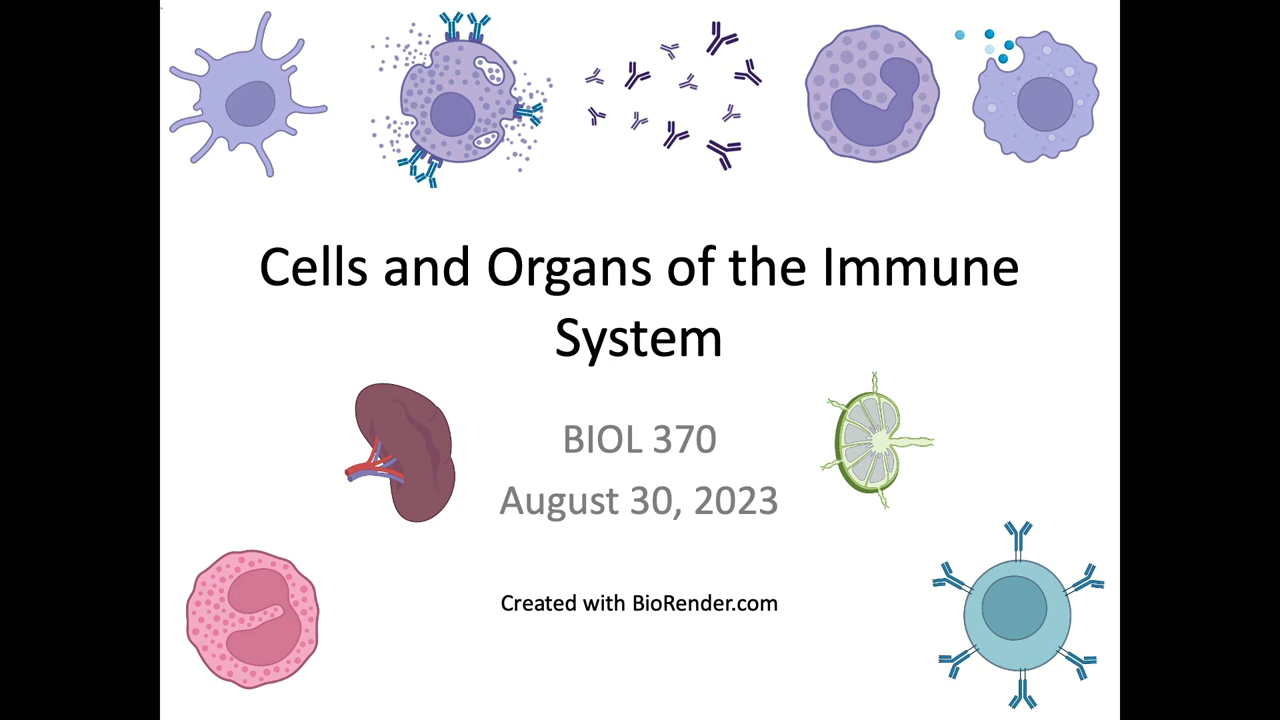 Cells and Organs of the Immune
System
BIOL 370
August 30, 2023
Created with BioRender.com